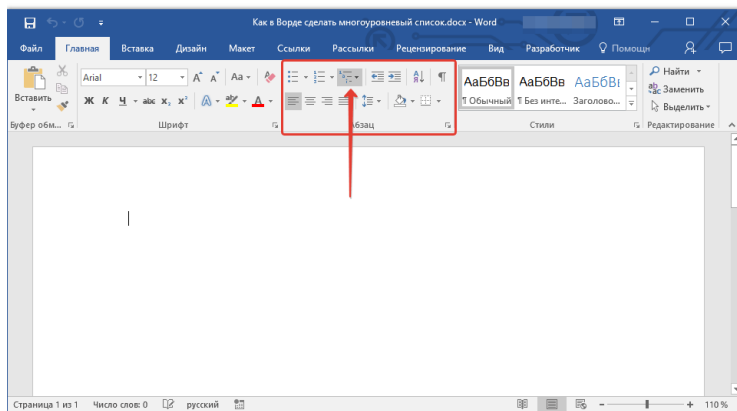 Как в Ворде сделать многоуровневый список.docx - Word
Файл Главная Вставка Дизайн Макет Ссылки Рассылки Рецензирование Вид Разработчик Помощн
Arial 12 Аа
Вставить
Ж К Ч abc x₂ x² А aby А
АаБбВв АаБбВв АаБбВı
¶ Обычный ¶ Без инте... Заголово...
Найти
Заменить
Выделить
Буфер обм... Шрифт Абзац Стили Редактирование
Страница 1 из 1 Число слов: 0 русский 110 %